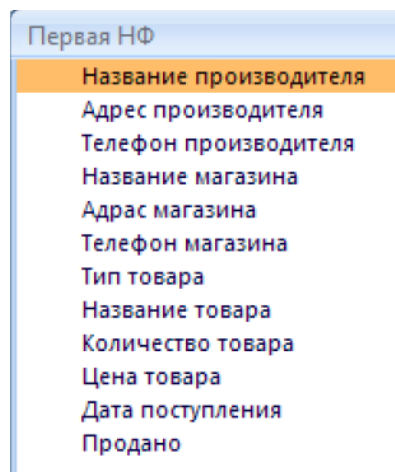 Первая НФ
Название производителя
Адрес производителя
Телефон производителя
Название магазина
Адрас магазина
Телефон магазина
Тип товара
Название товара
Количество товара
Цена товара
Дата поступления
Продано